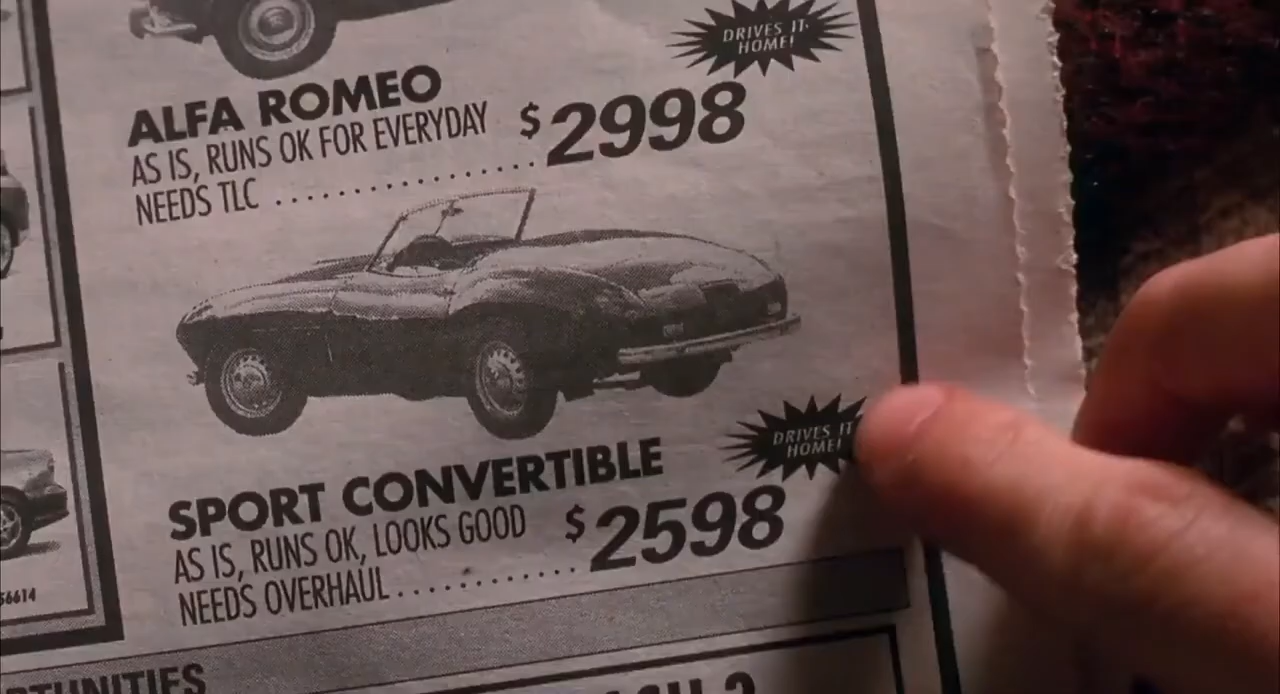 DRIVES IT
HOME!
ALFA ROMEO
AS IS, RUNS OK FOR EVERYDAY
NEEDS TLC ................ $2998
DRIVES IT
HOME!
SPORT CONVERTIBLE
AS IS, RUNS OK, LOOKS GOOD
NEEDS OVERHAUL ............ $2598
56614